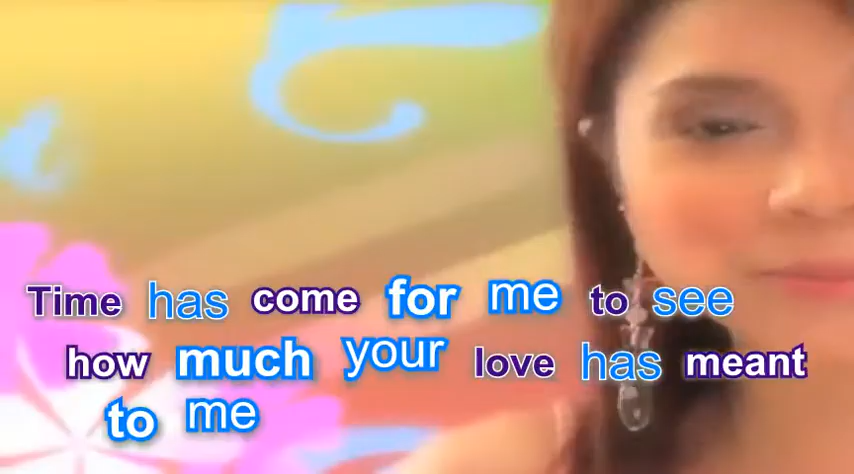 Time has come for me to see
how much your love has meant
to me